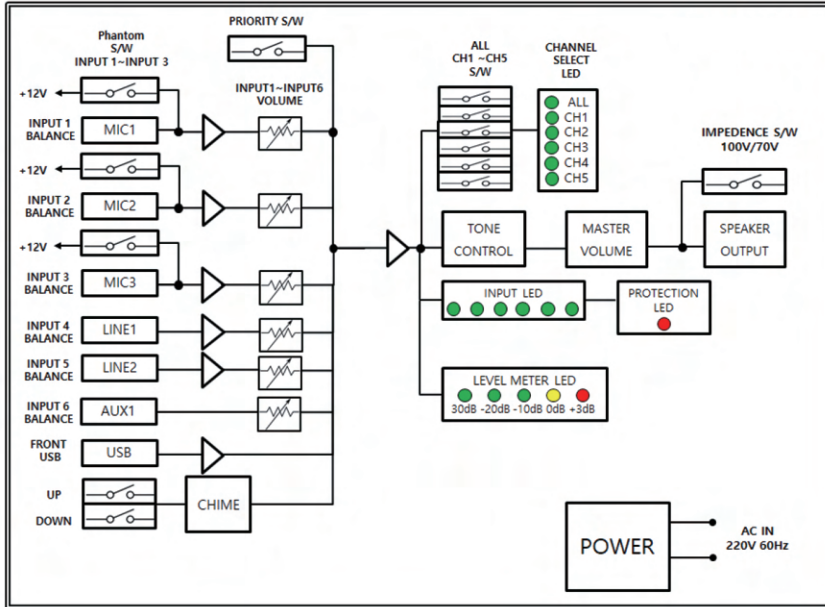 PRIORITY S/W
Phantom
S/W
INPUT 1~INPUT 3
INPUT1~INPUT6
VOLUME
ALL
CH1 ~CH5
S/W
CHANNEL
SELECT
LED
+12V
INPUT 1
BALANCE
MIC1
+12V
INPUT 2
BALANCE
MIC2
+12V
INPUT 3
BALANCE
MIC3
INPUT 4
BALANCE
LINE1
INPUT 5
BALANCE
LINE2
INPUT 6
BALANCE
AUX1
FRONT
USB
USB
UP
DOWN
CHIME
ALL
CH1
CH2
CH3
CH4
CH5
IMPEDENCE S/W
100V/70V
TONE
CONTROL
MASTER
VOLUME
SPEAKER
OUTPUT
INPUT LED
PROTECTION
LED
LEVEL METER LED
30dB -20dB -10dB 0dB +3dB
POWER
AC IN
220V 60Hz